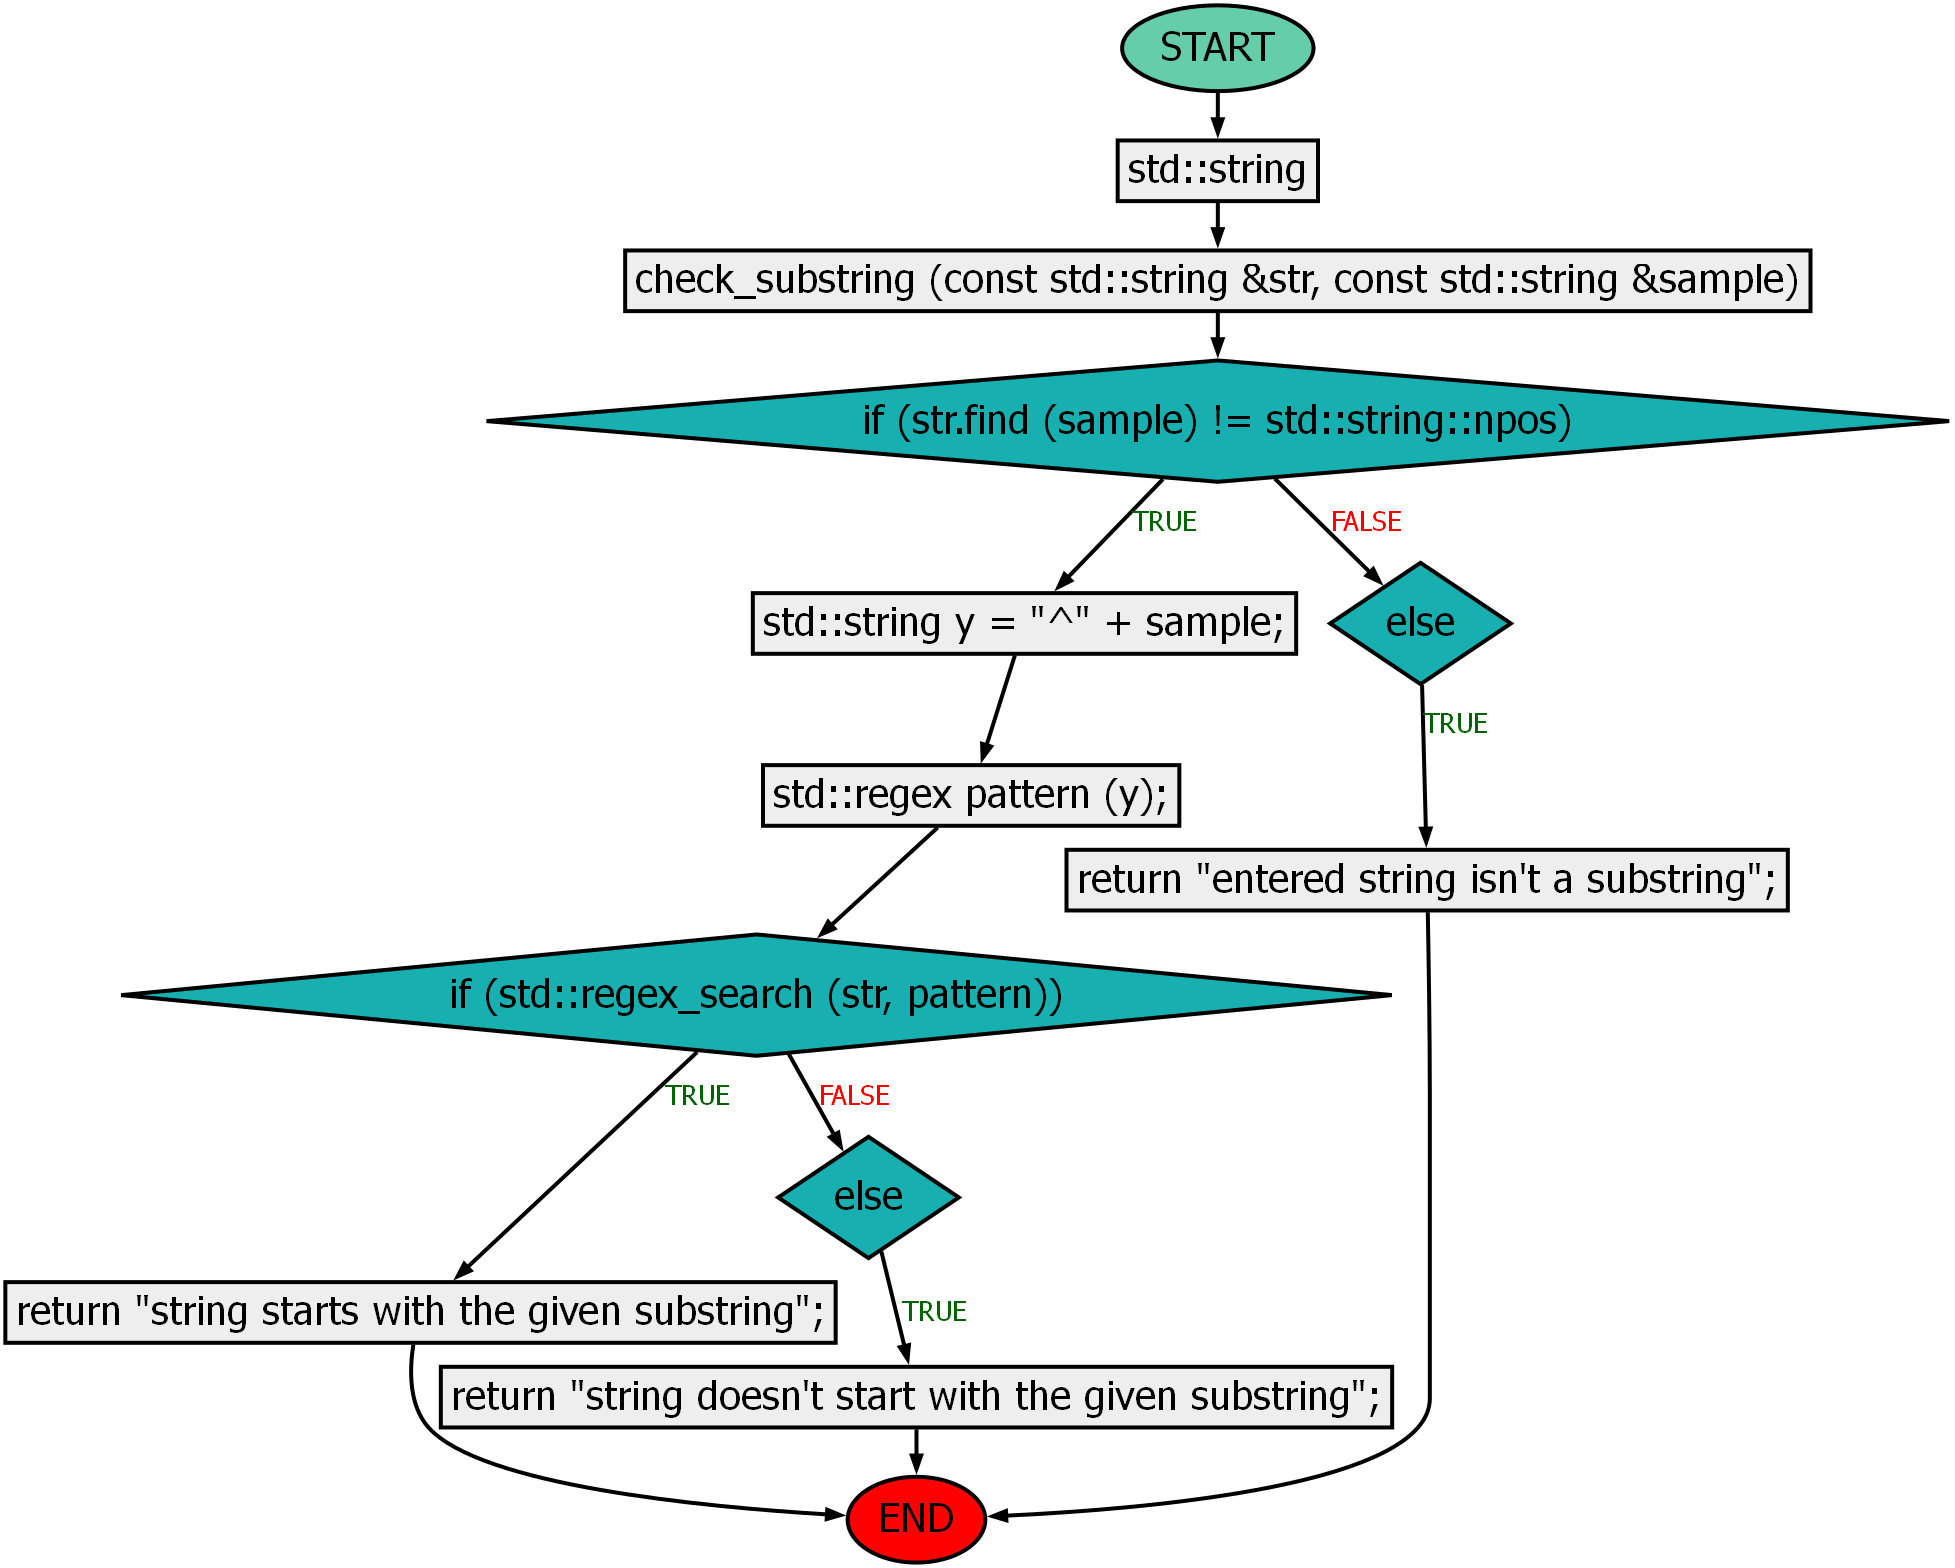 START
std::string
check_substring (const std::string &str, const std::string &sample)
if (str.find (sample) != std::string::npos)
TRUE
FALSE
std::string y = "^" + sample;
else
TRUE
std::regex pattern (y);
return "entered string isn't a substring";
if (std::regex_search (str, pattern))
TRUE
FALSE
else
return "string starts with the given substring";
TRUE
return "string doesn't start with the given substring";
END